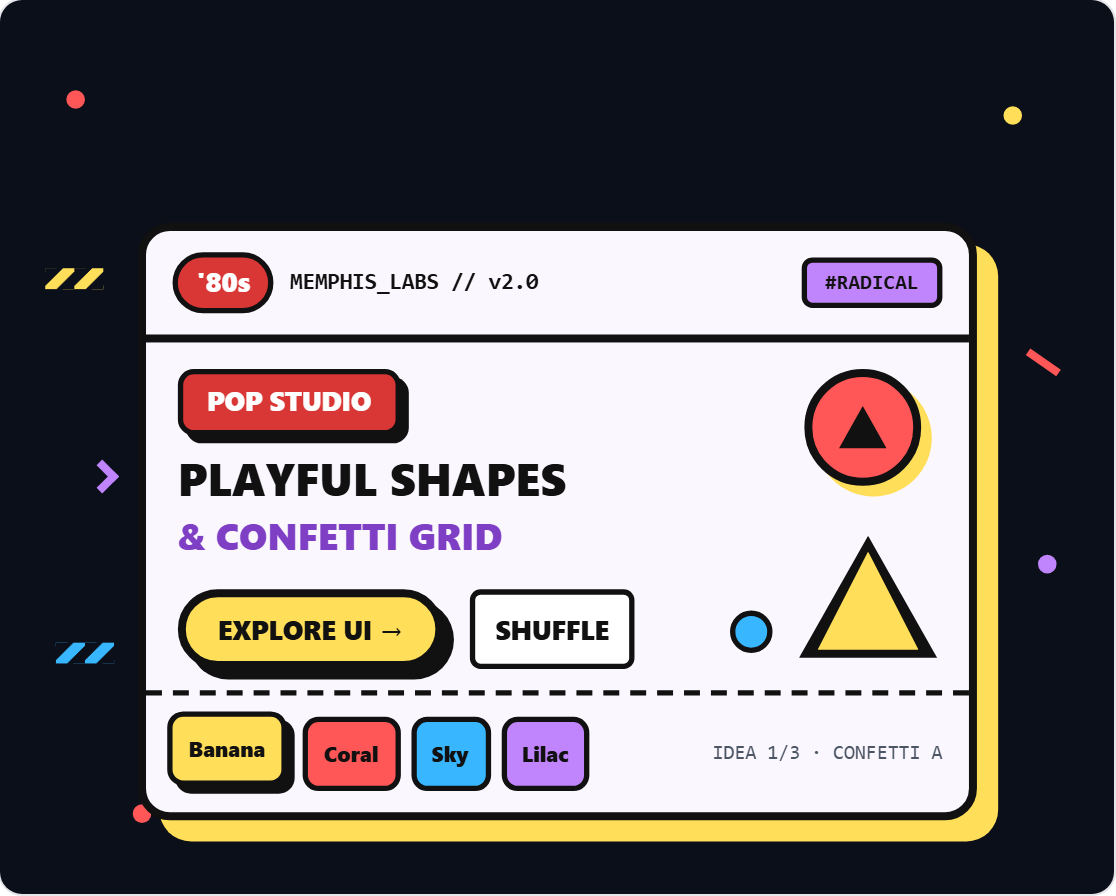 '80s MEMPHIS_LABS // v2.0 #RADICAL
POP STUDIO
PLAYFUL SHAPES
& CONFETTI GRID
EXPLORE UI → SHUFFLE
Banana Coral Sky Lilac IDEA 1/3 · CONFETTI A